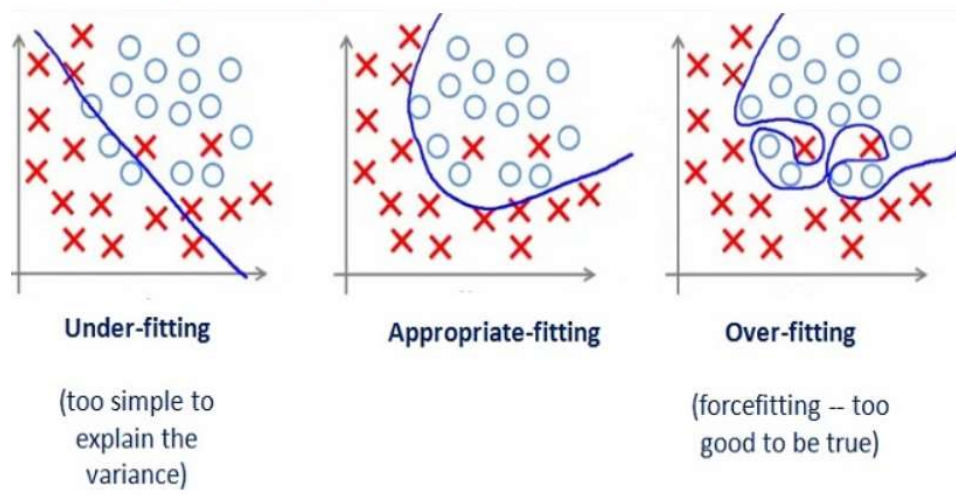 Under-fitting
Appropriate-fitting
Over-fitting
(too simple to
explain the
variance)
(forcefitting -- too
good to be true)